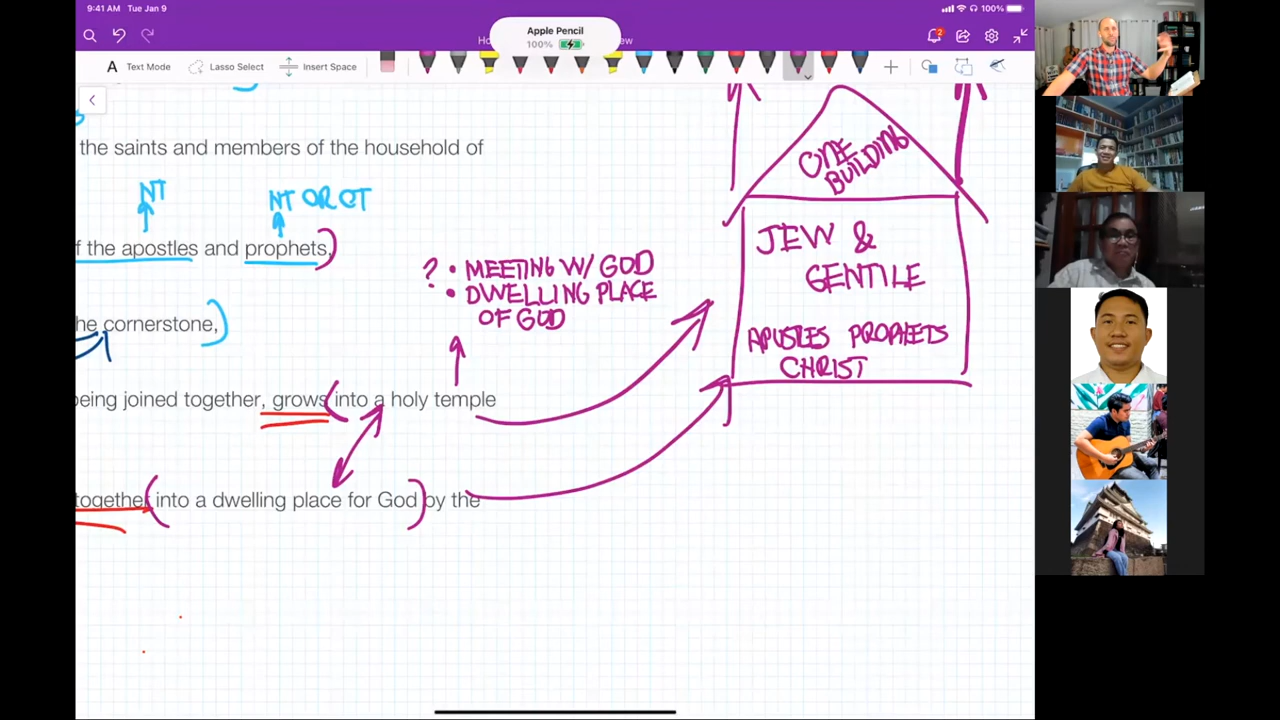 9:41 AM Tue Jan 9
100%
Apple Pencil
100%
Ho
ew
2
Text Mode
Lasso Select
Insert Space
the saints and members of the household of
NT
NT OR OT
f the apostles and prophets,
he cornerstone,
being joined together, grows into a holy temple
together into a dwelling place for God by the
? • MEETING W/ GOD
• DWELLING PLACE
OF GOD
ONE
BUILDING
JEW &
GENTILE
APOSTLES PROPHETS
CHRIST